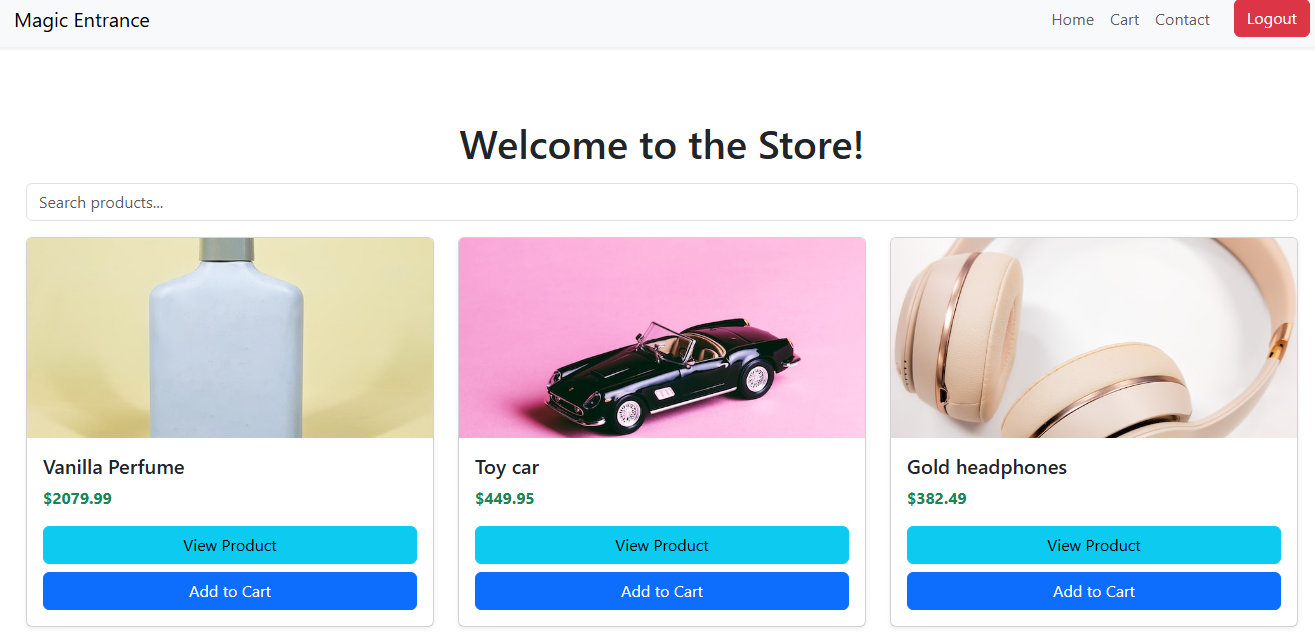 Magic Entrance Home Cart Contact Logout
Welcome to the Store!
Search products...
Vanilla Perfume
$2079.99
View Product
Add to Cart
Toy car
$449.95
View Product
Add to Cart
Gold headphones
$382.49
View Product
Add to Cart